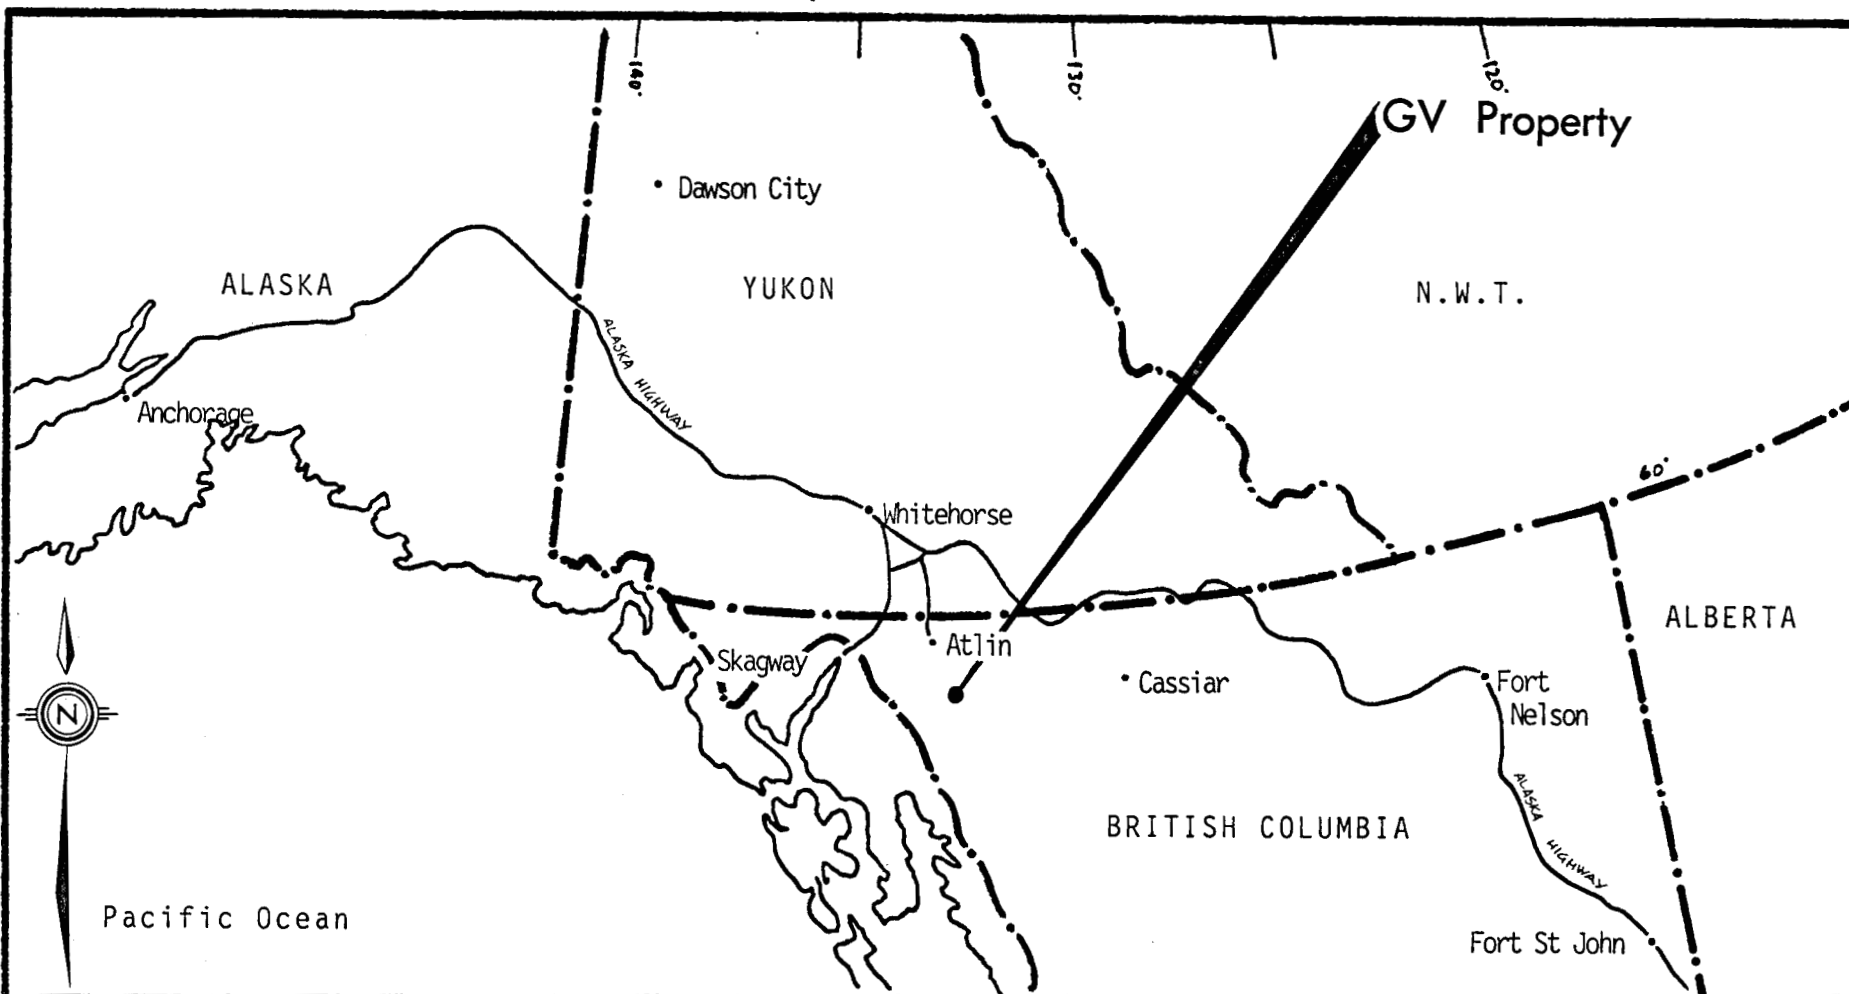 140°
130°
120°
GV Property
Dawson City
ALASKA
YUKON
N.W.T.
ALASKA HIGHWAY
Anchorage
60°
Whitehorse
ALBERTA
Atlin
Skagway
Cassiar
Fort
Nelson
N
ALASKA HIGHWAY
BRITISH COLUMBIA
Pacific Ocean
Fort St John